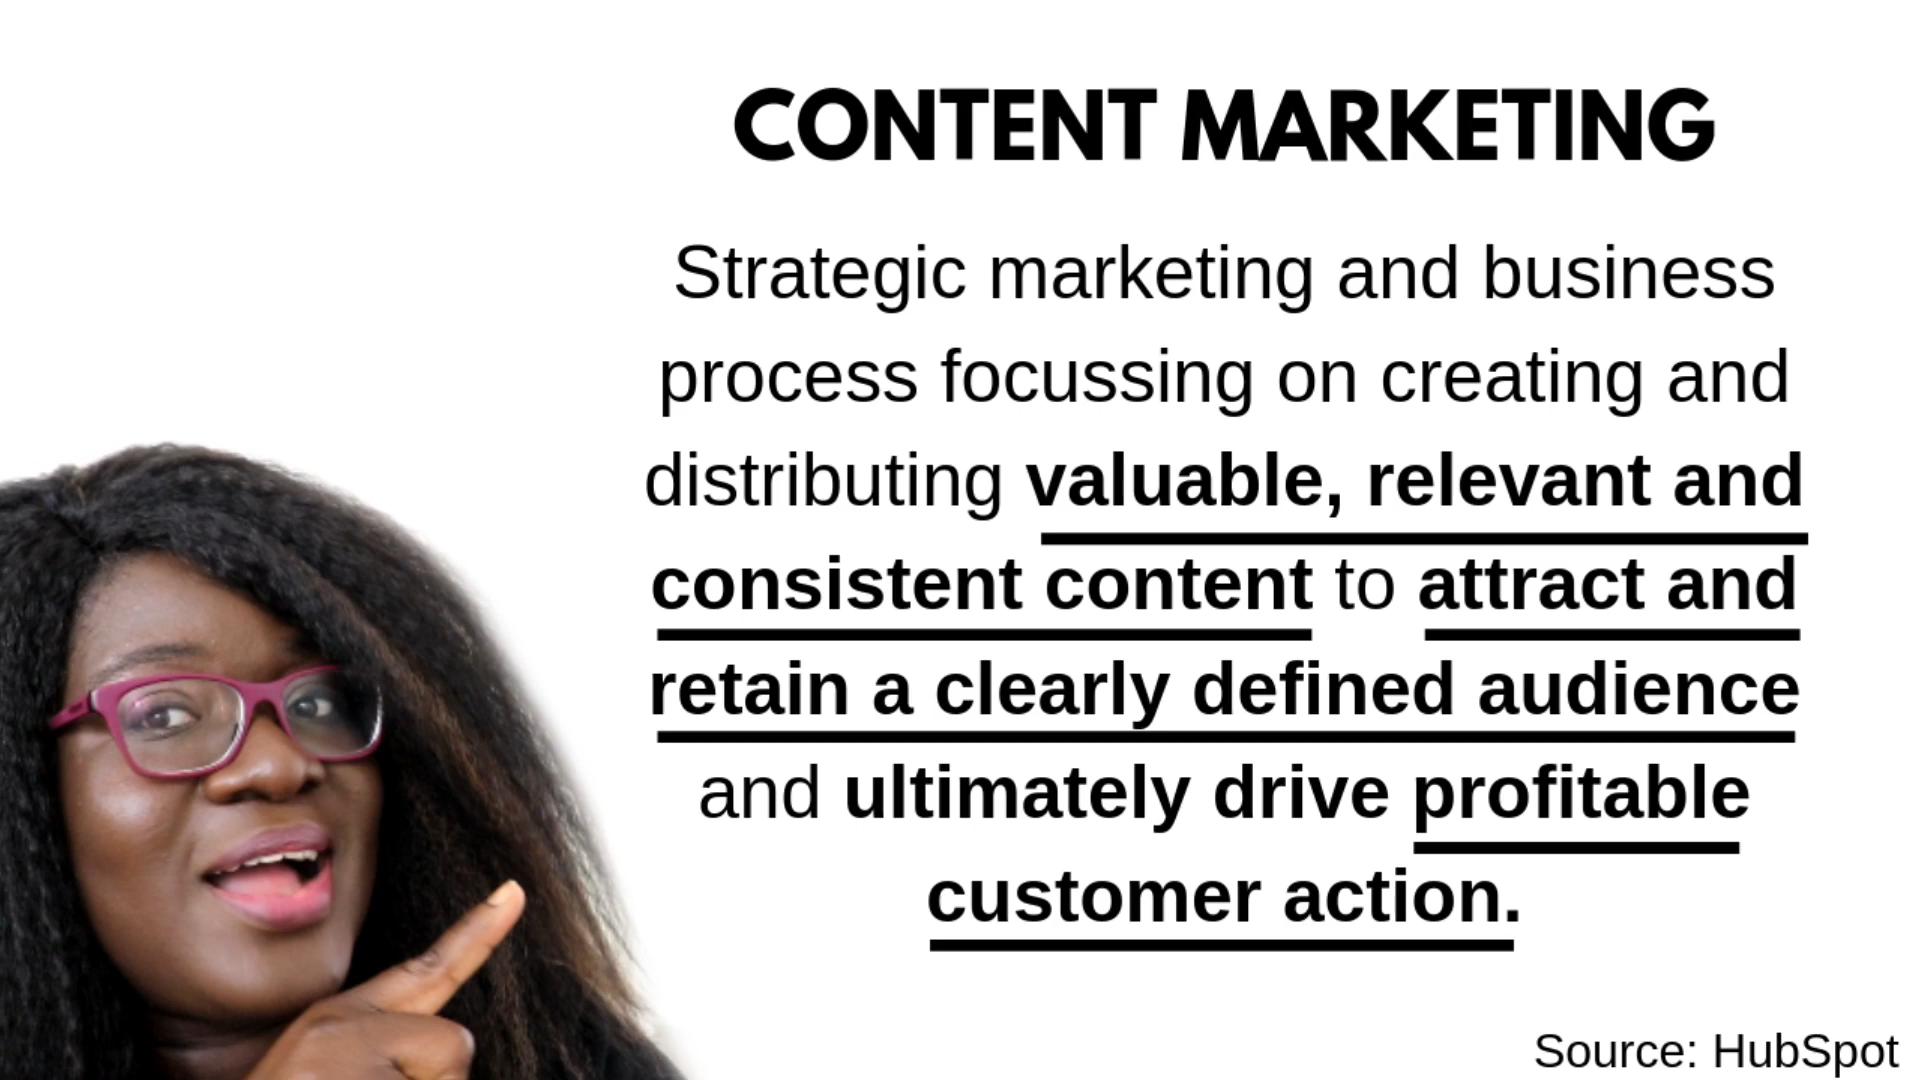 CONTENT MARKETING
Strategic marketing and business
process focussing on creating and
distributing valuable, relevant and
consistent content to attract and
retain a clearly defined audience
and ultimately drive profitable
customer action.
Source: HubSpot